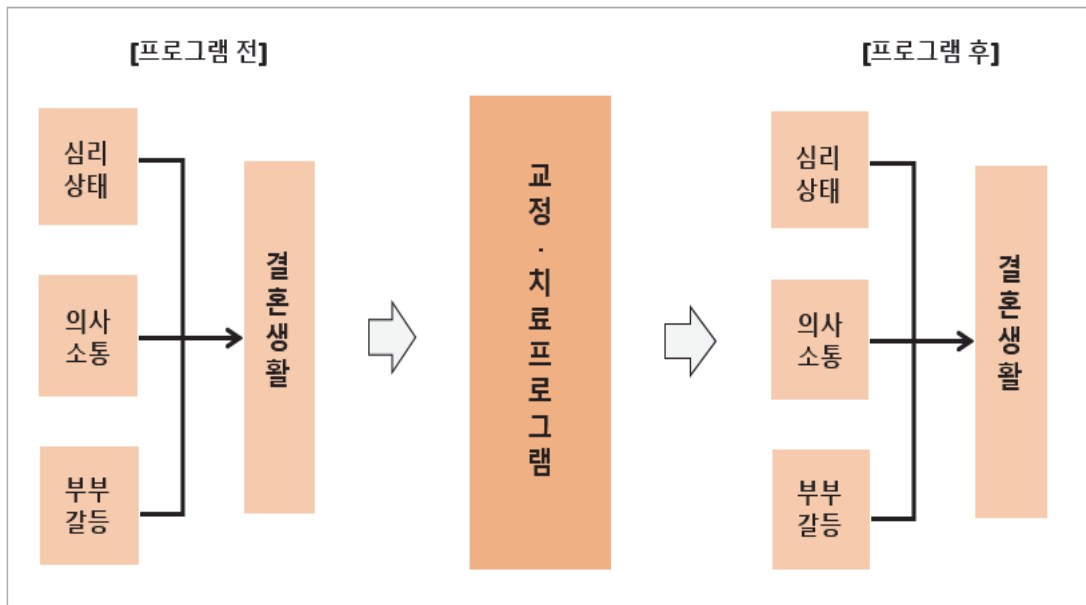 [프로그램 전]
심리
상태
의사
소통
부부
갈등
결혼생활
교정·치료프로그램
[프로그램 후]
심리
상태
의사
소통
부부
갈등
결혼생활